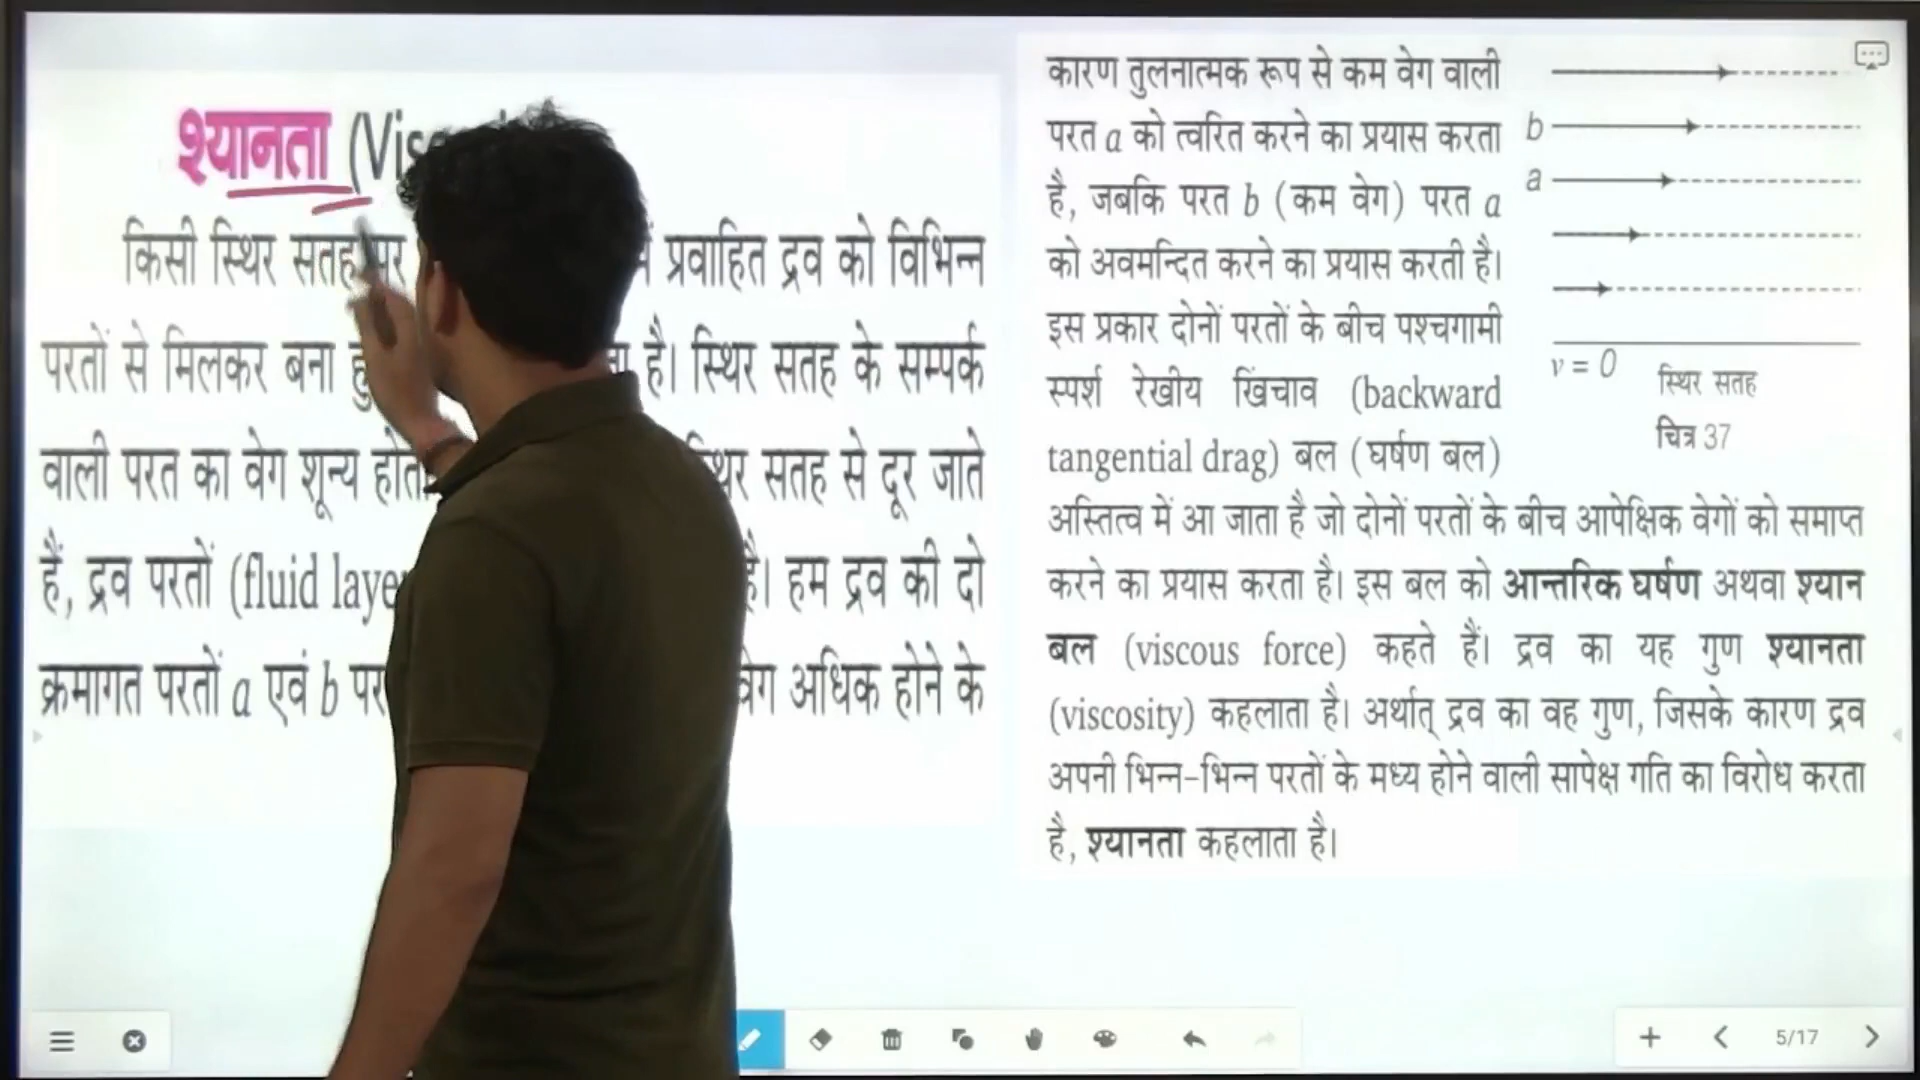 श्यानता
किसी स्थिर सतह पर में प्रवाहित द्रव को विभिन्न
परतों से मिलकर बना है। स्थिर सतह के सम्पर्क
वाली परत का वेग शून्य सतह से दूर जाते
हैं, द्रव परतों (fluid है। हम द्रव की दो
क्रमागत परतों a एवं b वेग अधिक होने के
कारण तुलनात्मक रूप से कम वेग वाली
परत a को त्वरित करने का प्रयास करता
है, जबकि परत b (कम वेग) परत a
को अवमन्दित करने का प्रयास करती है।
इस प्रकार दोनों परतों के बीच पश्चगामी
स्पर्श रेखीय खिंचाव (backward
tangential drag) बल (घर्षण बल)
अस्तित्व में आ जाता है जो दोनों परतों के बीच आपेक्षिक वेगों को समाप्त
करने का प्रयास करता है। इस बल को आन्तरिक घर्षण अथवा श्यान
बल (viscous force) कहते हैं। द्रव का यह गुण श्यानता
(viscosity) कहलाता है। अर्थात् द्रव का वह गुण, जिसके कारण द्रव
अपनी भिन्न-भिन्न परतों के मध्य होने वाली सापेक्ष गति का विरोध करता
है, श्यानता कहलाता है।
b
a
v = 0
स्थिर सतह
चित्र 37
5/17